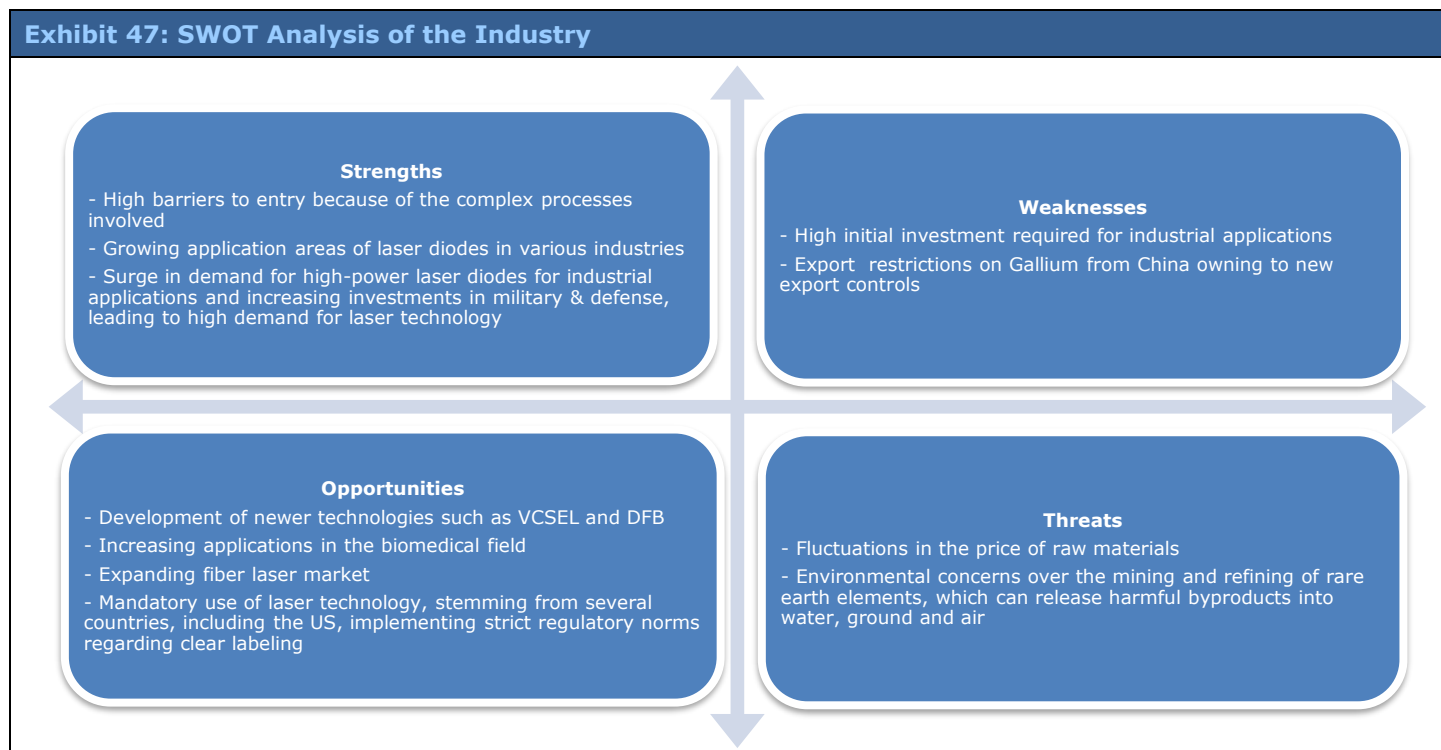 Exhibit 47: SWOT Analysis of the Industry
Strengths
- High barriers to entry because of the complex processes
involved
- Growing application areas of laser diodes in various industries
- Surge in demand for high-power laser diodes for industrial
applications and increasing investments in military & defense,
leading to high demand for laser technology
Weaknesses
- High initial investment required for industrial applications
- Export  restrictions on Gallium from China owning to new
export controls
Opportunities
- Development of newer technologies such as VCSEL and DFB
- Increasing applications in the biomedical field
- Expanding fiber laser market
- Mandatory use of laser technology, stemming from several
countries, including the US, implementing strict regulatory norms
regarding clear labeling
Threats
- Fluctuations in the price of raw materials
- Environmental concerns over the mining and refining of rare
earth elements, which can release harmful byproducts into
water, ground and air